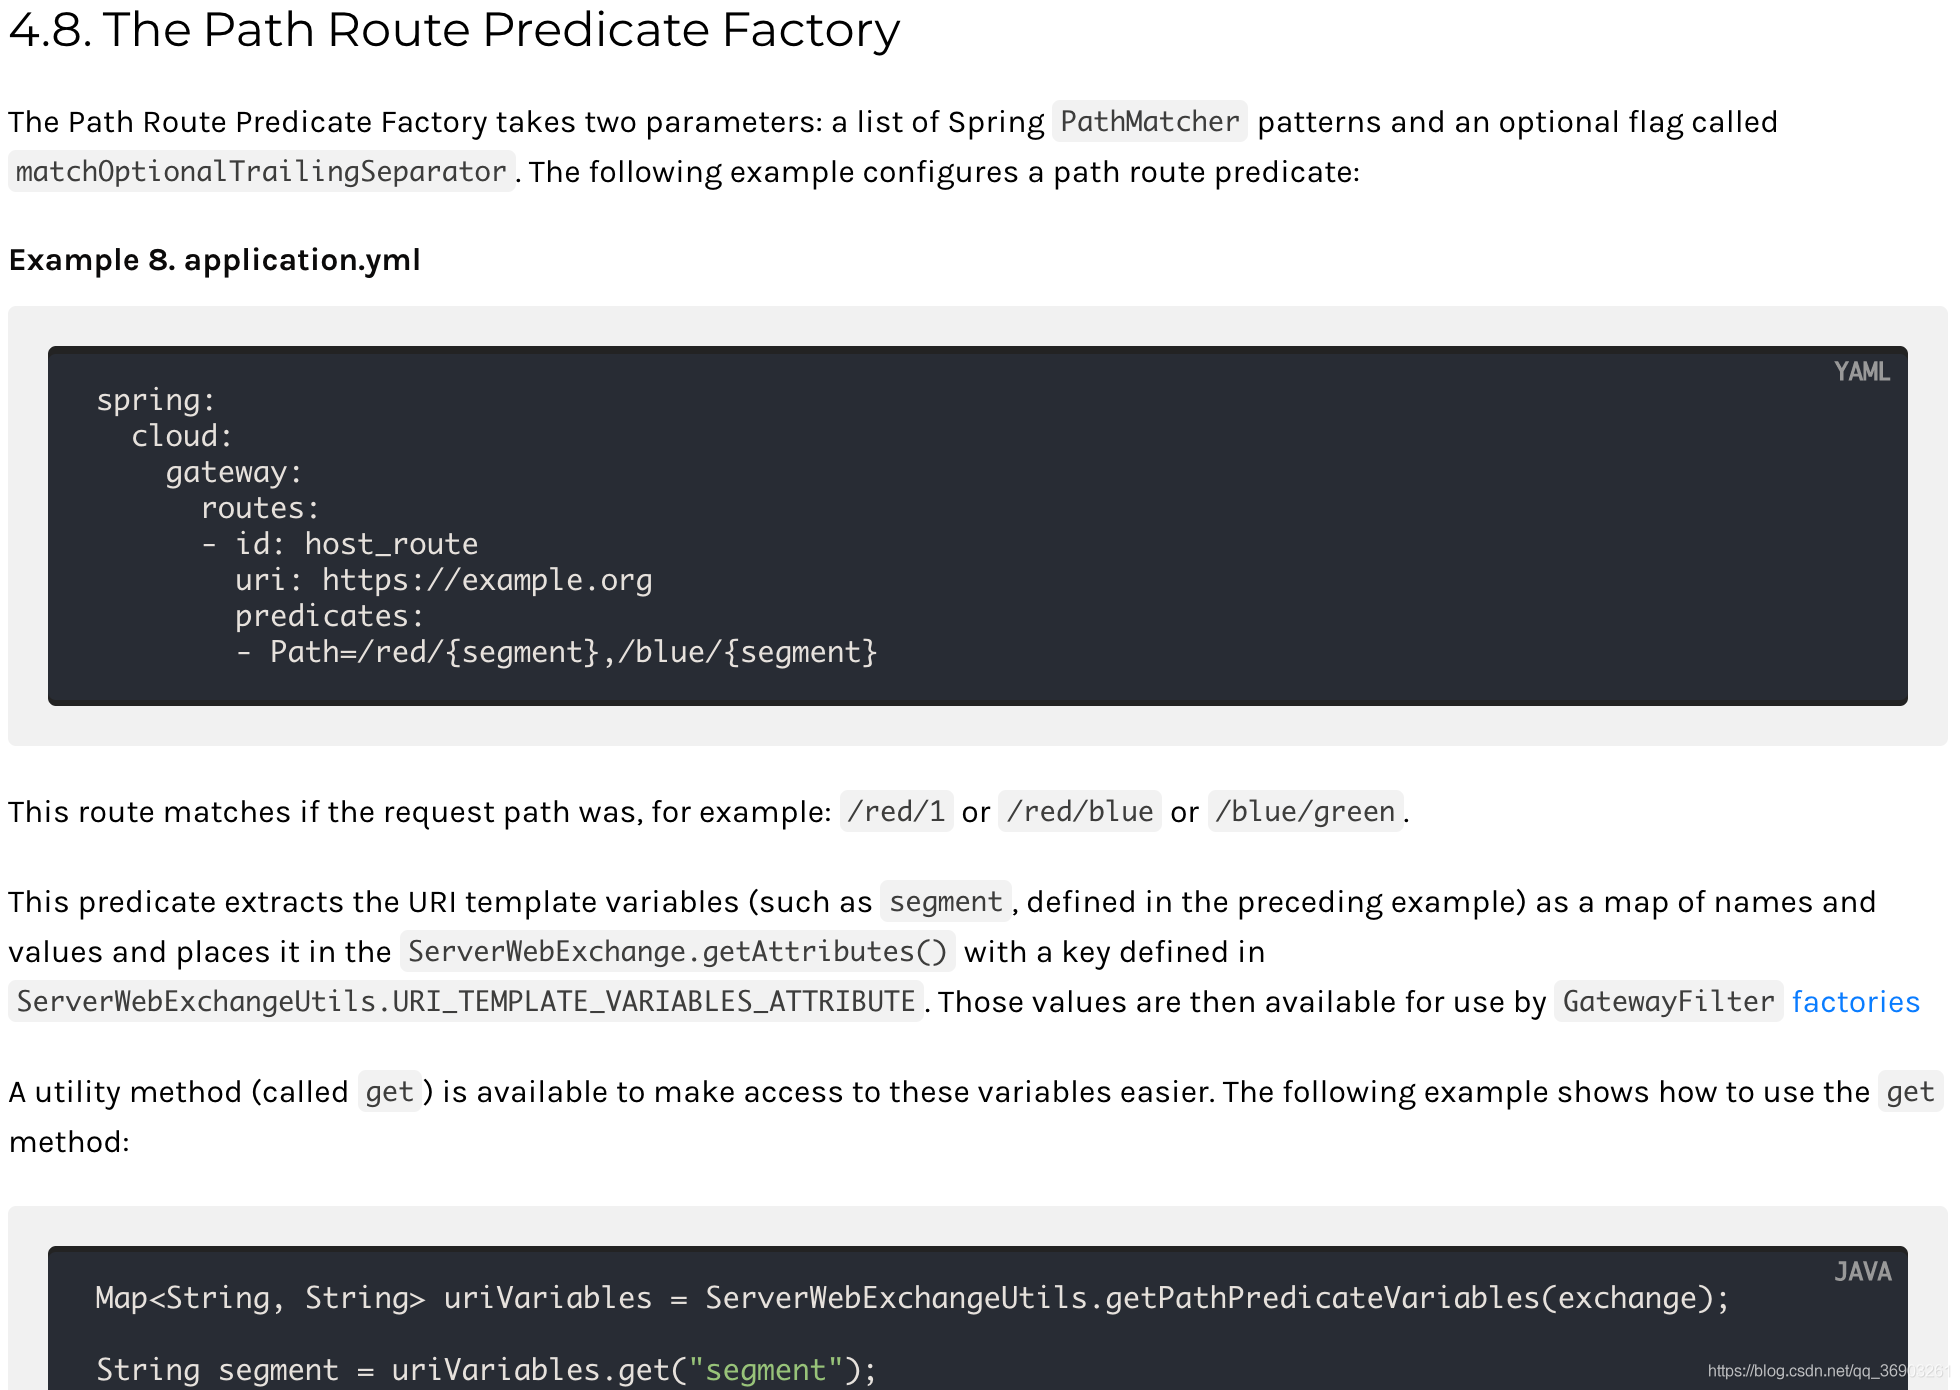 4.8. The Path Route Predicate Factory
The Path Route Predicate Factory takes two parameters: a list of Spring PathMatcher patterns and an optional flag called
matchOptionalTrailingSeparator. The following example configures a path route predicate:
Example 8. application.yml
YAML
spring:
  cloud:
    gateway:
      routes:
      - id: host_route
        uri: https://example.org
        predicates:
        - Path=/red/{segment},/blue/{segment}
This route matches if the request path was, for example: /red/1 or /red/blue or /blue/green.
This predicate extracts the URI template variables (such as segment, defined in the preceding example) as a map of names and
values and places it in the ServerWebExchange.getAttributes() with a key defined in
ServerWebExchangeUtils.URI_TEMPLATE_VARIABLES_ATTRIBUTE. Those values are then available for use by GatewayFilter factories
A utility method (called get) is available to make access to these variables easier. The following example shows how to use the get
method:
JAVA
Map<String, String> uriVariables = ServerWebExchangeUtils.getPathPredicateVariables(exchange);
String segment = uriVariables.get("segment");
https://blog.csdn.net/qq_36903261